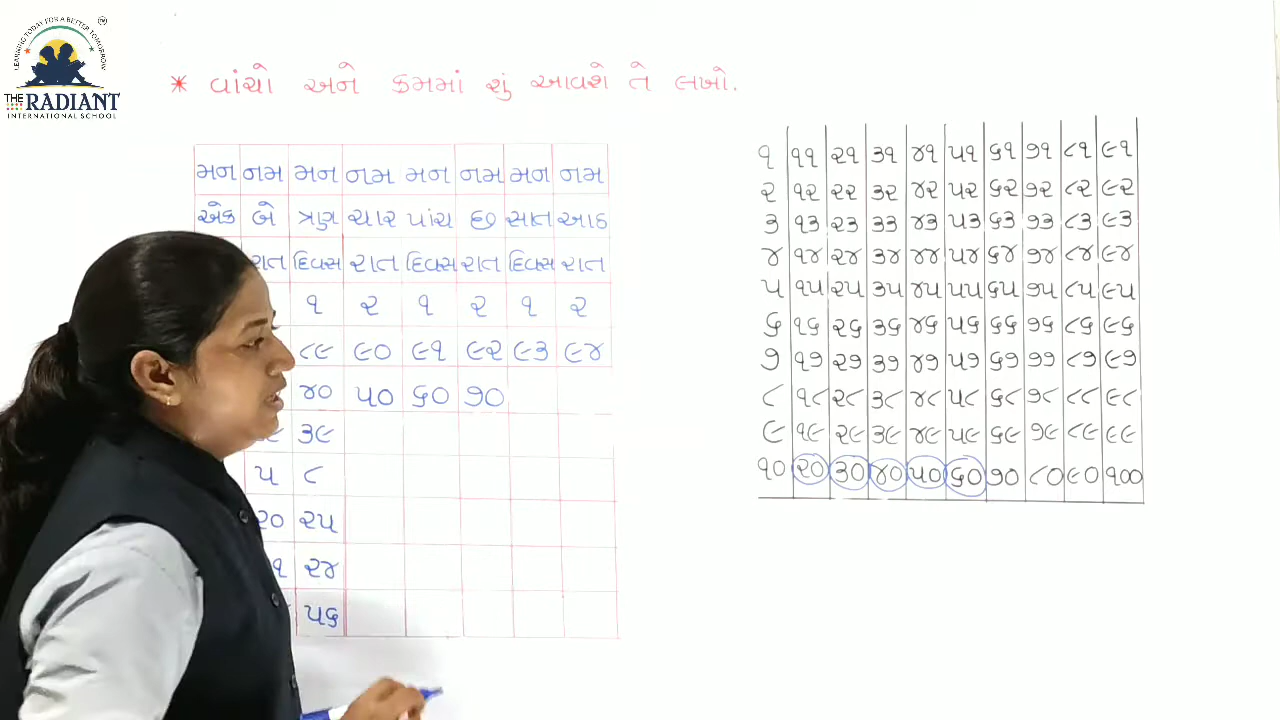 LEARNING TODAY FOR A BETTER TOMORROW
THE RADIANT
INTERNATIONAL SCHOOL
* વાંચો અને ક્રમમાં શું આવશે તે લખો.
મન નમ મન નમ મન નમ મન નમ
એક બે ત્રણ ચાર પાંચ છ સાત આઠ
રાત દિવસ રાત દિવસ રાત દિવસ રાત
૧ ૨ ૧ ૨ ૧ ૨
૮૯ ૯૦ ૯૧ ૯૨ ૯૩ ૯૪
૪૦ ૫૦ ૬૦ ૭૦
૩૯
૫ ૮
૨૦ ૨૫
૨૪
૫૬
૧ ૧૧ ૨૧ ૩૧ ૪૧ ૫૧ ૬૧ ૭૧ ૮૧ ૯૧
૨ ૧૨ ૨૨ ૩૨ ૪૨ ૫૨ ૬૨ ૭૨ ૮૨ ૯૨
૩ ૧૩ ૨૩ ૩૩ ૪૩ ૫૩ ૬૩ ૭૩ ૮૩ ૯૩
૪ ૧૪ ૨૪ ૩૪ ૪૪ ૫૪ ૬૪ ૭૪ ૮૪ ૯૪
૫ ૧૫ ૨૫ ૩૫ ૪૫ ૫૫ ૬૫ ૭૫ ૮૫ ૯૫
૬ ૧૬ ૨૬ ૩૬ ૪૬ ૫૬ ૬૬ ૭૬ ૮૬ ૯૬
૭ ૧૭ ૨૭ ૩૭ ૪૭ ૫૭ ૬૭ ૭૭ ૮૭ ૯૭
૮ ૧૮ ૨૮ ૩૮ ૪૮ ૫૮ ૬૮ ૭૮ ૮૮ ૯૮
૯ ૧૯ ૨૯ ૩૯ ૪૯ ૫૯ ૬૯ ૭૯ ૮૯ ૯૯
૧૦ ૨૦ ૩૦ ૪૦ ૫૦ ૬૦ ૭૦ ૮૦ ૯૦ ૧૦૦